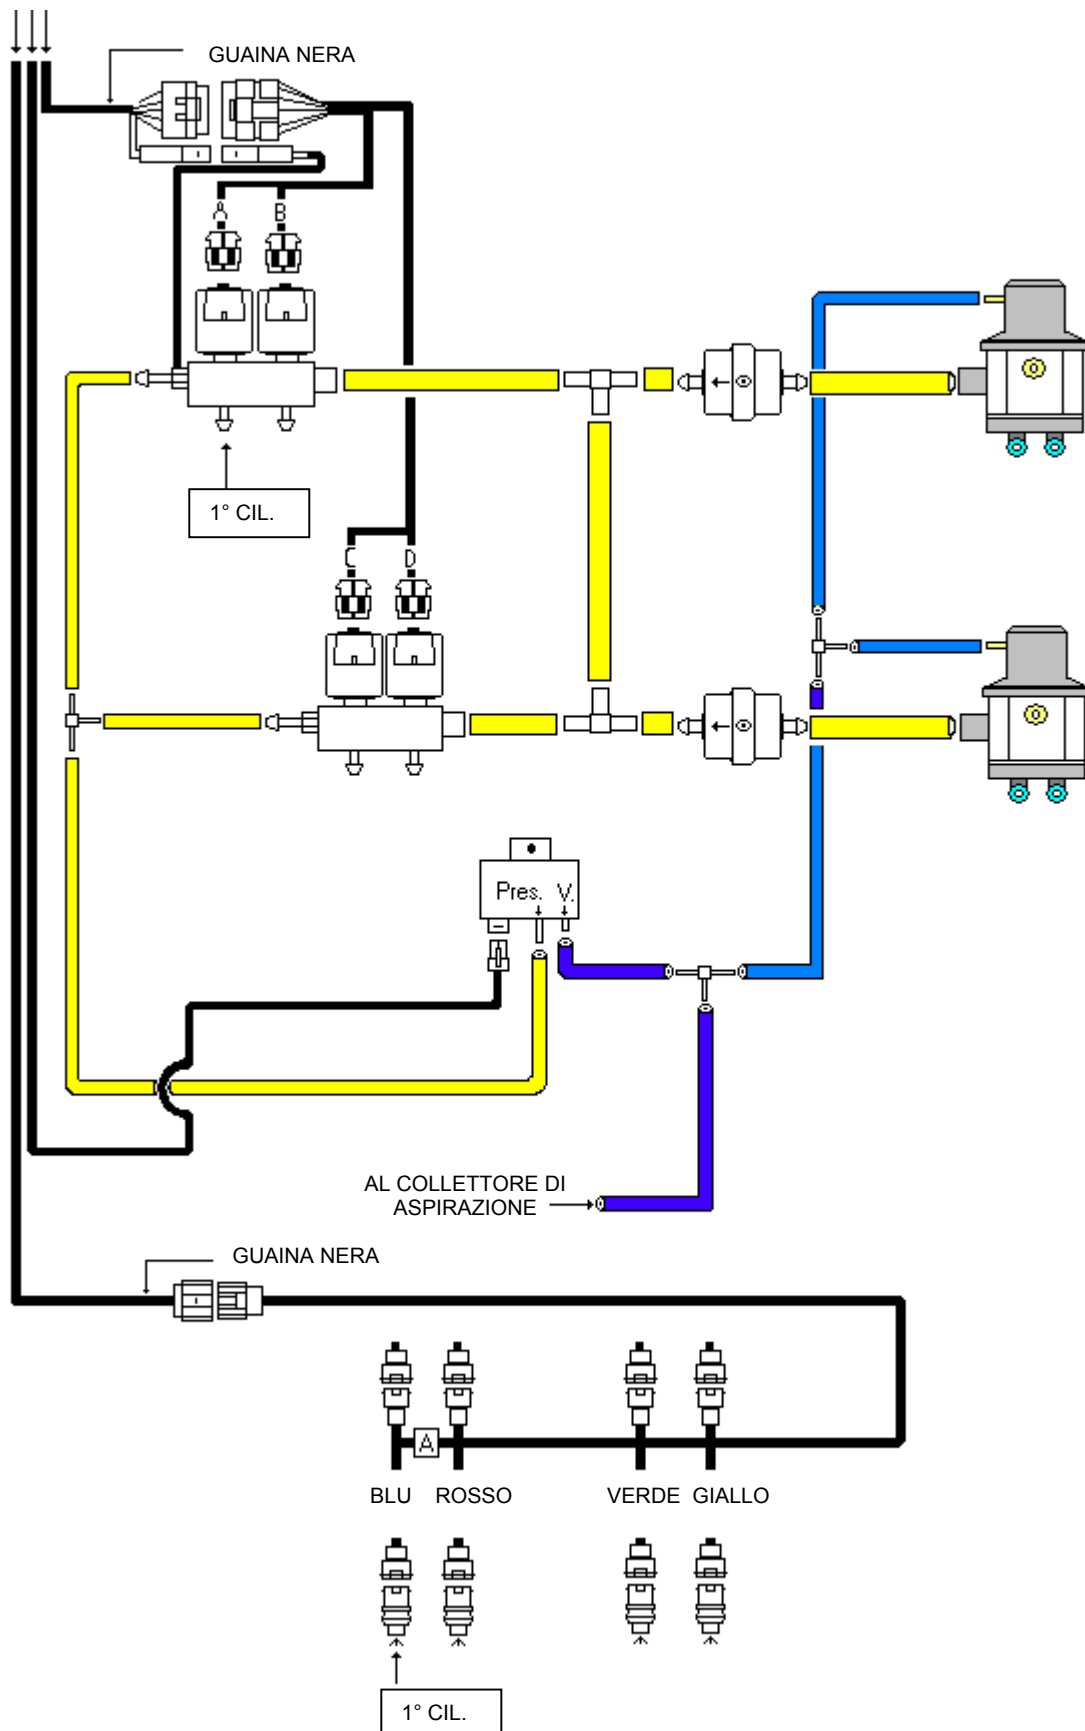 GUAINA NERA
A
B
1° CIL.
C
D
Pres. V.
AL COLLETTORE DI
ASPIRAZIONE
GUAINA NERA
A
BLU ROSSO VERDE GIALLO
1° CIL.